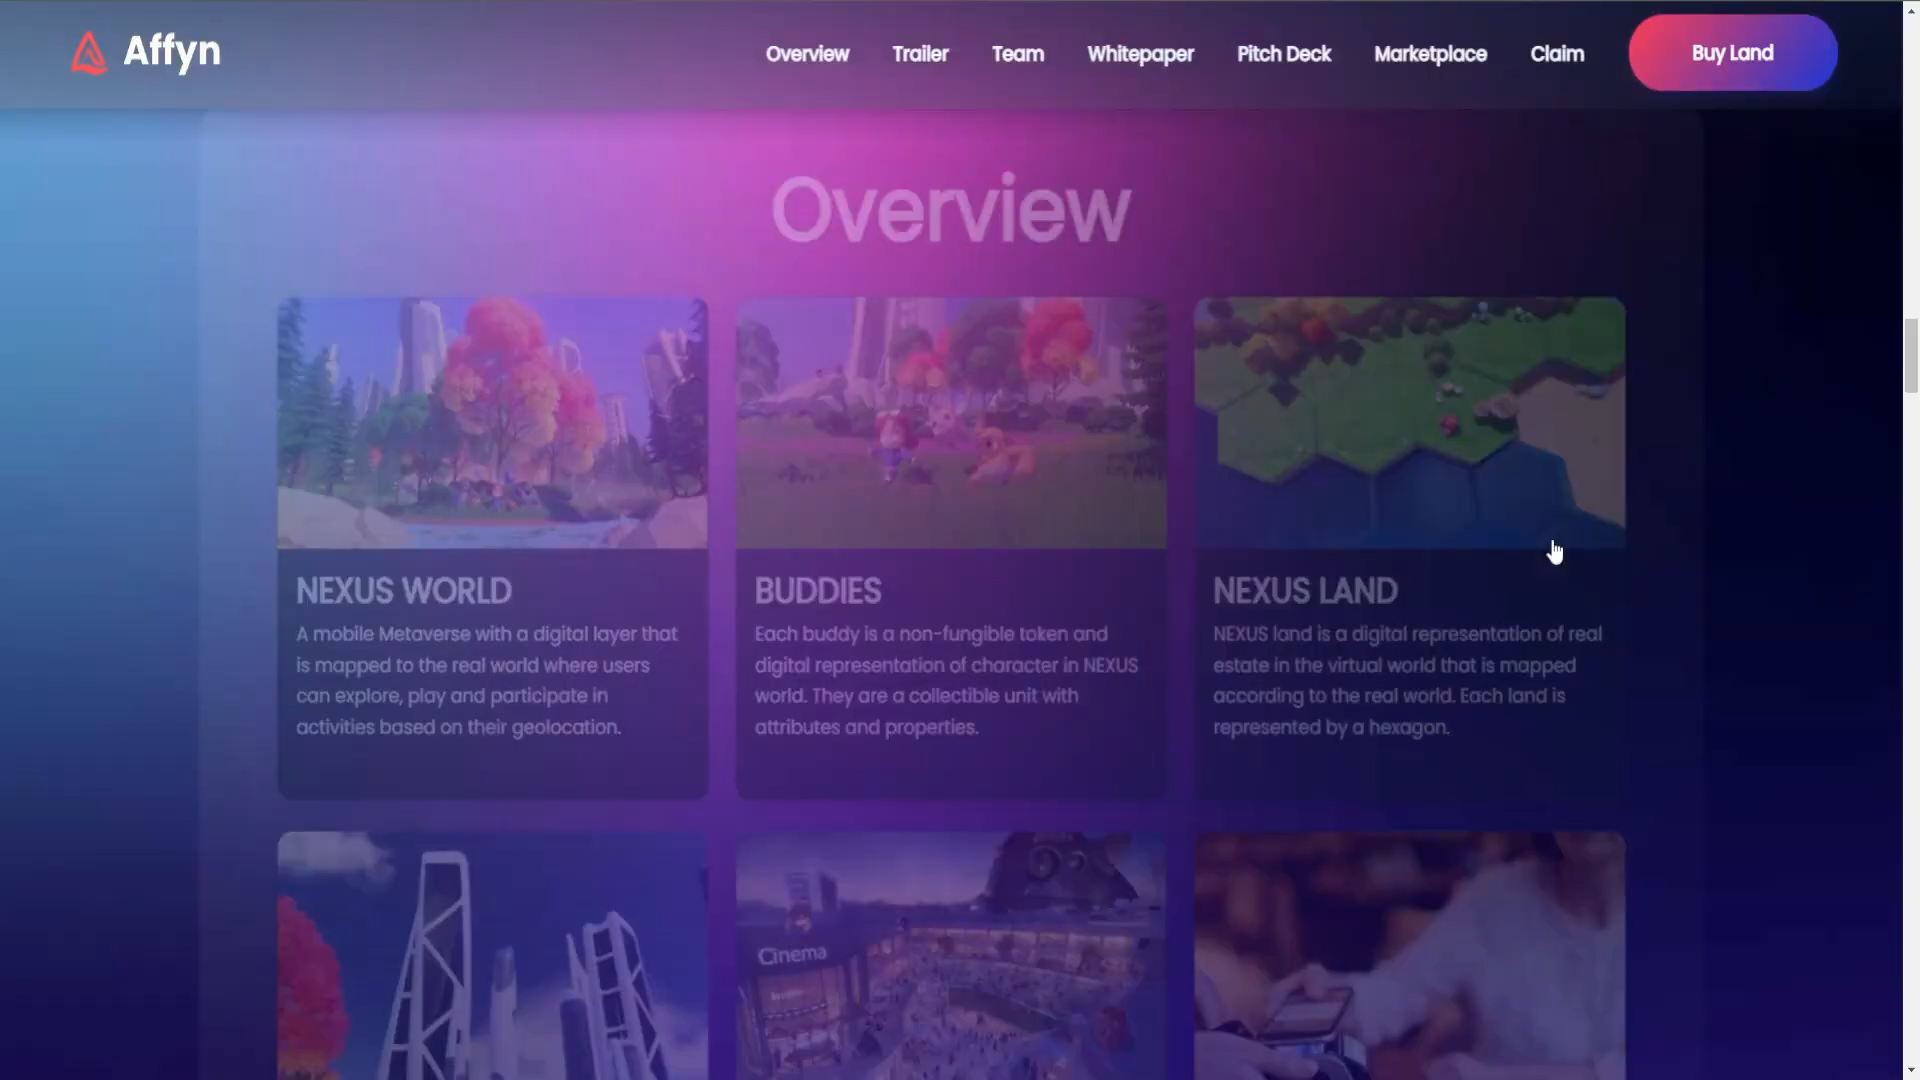 Affyn
Overview Trailer Team Whitepaper Pitch Deck Marketplace Claim Buy Land
Overview
NEXUS WORLD
A mobile Metaverse with a digital layer that
is mapped to the real world where users
can explore, play and participate in
activities based on their geolocation.
BUDDIES
Each buddy is a non-fungible token and
digital representation of character in NEXUS
world. They are a collectible unit with
attributes and properties.
NEXUS LAND
NEXUS land is a digital representation of real
estate in the virtual world that is mapped
according to the real world. Each land is
represented by a hexagon.
Cinema